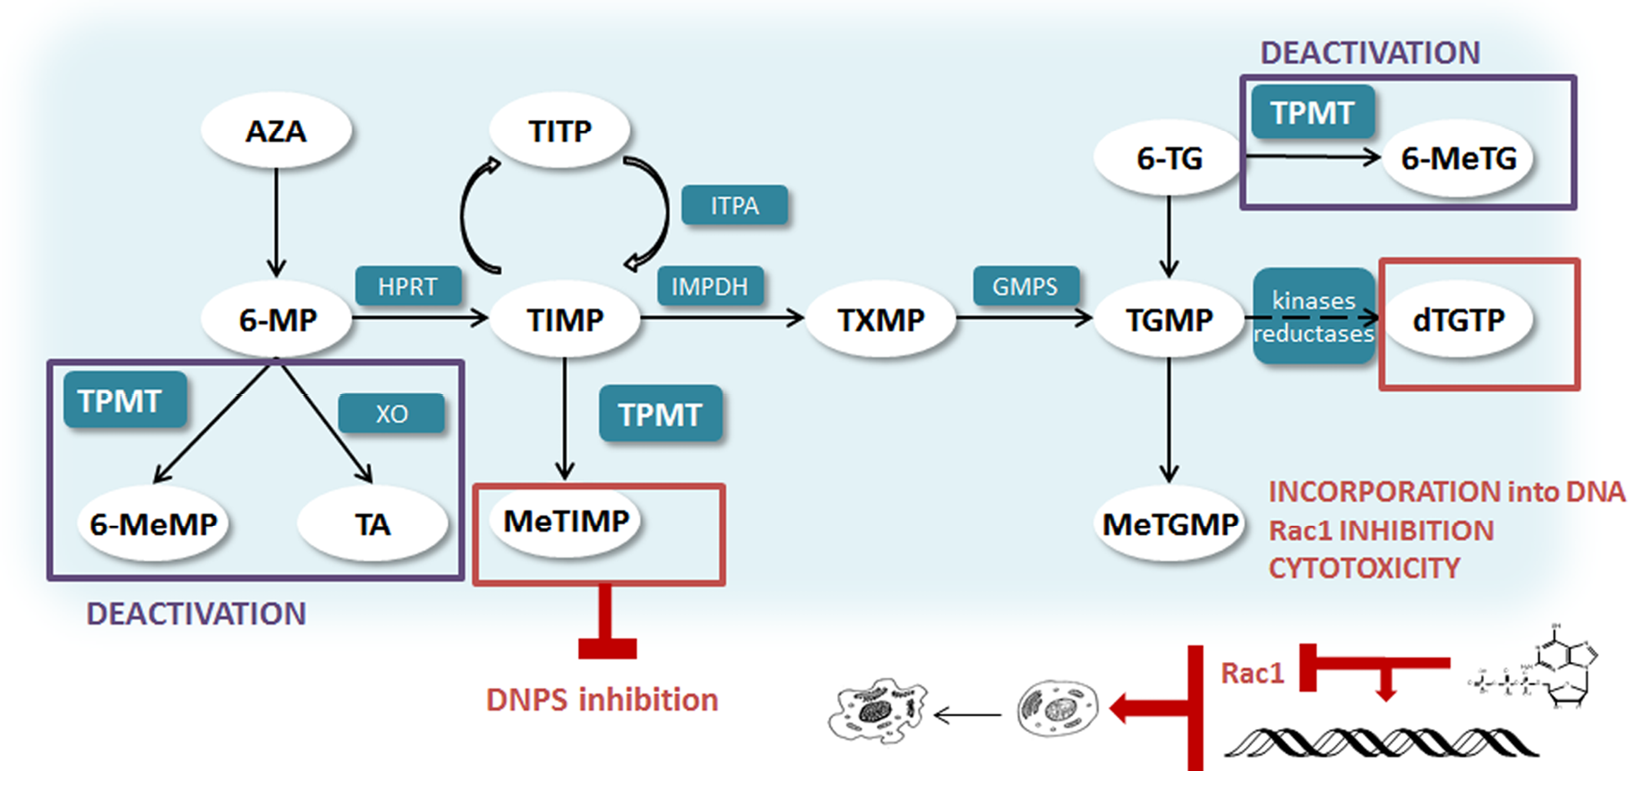 DEACTIVATION
TPMT
AZA
TITP
6-TG
6-MeTG
ITPA
HPRT
IMPDH
GMPS
kinases
reductases
6-MP
TIMP
TXMP
TGMP
dTGTP
TPMT
XO
TPMT
6-MeMP
TA
MeTIMP
MeTGMP
INCORPORATION into DNA
Rac1 INHIBITION
CYTOTOXICITY
DEACTIVATION
DNPS inhibition
Rac1